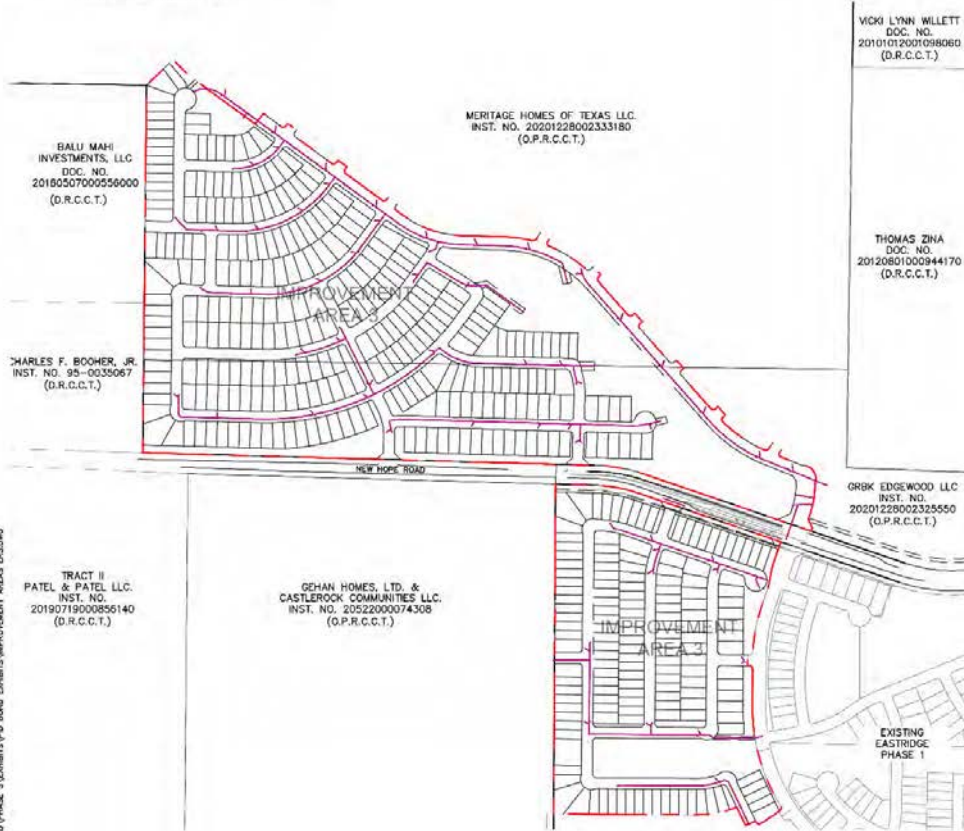 VICKI LYNN WILLETT
DOC. NO.
20101012001098060
(D.R.C.C.T.)
MERITAGE HOMES OF TEXAS LLC.
INST. NO. 20201228002333180
(O.P.R.C.C.T.)
BALU MAHI
INVESTMENTS, LLC
DOC. NO.
20160507000556000
(D.R.C.C.T.)
THOMAS ZINA
DOC. NO.
20120801000944170
(D.R.C.C.T.)
IMPROVEMENT
AREA 3
CHARLES F. BOOHER, JR.
INST. NO. 95-0035067
(D.R.C.C.T.)
NEW HOPE ROAD
GRBK EDGEWOOD LLC
INST. NO.
20201228002325550
(O.P.R.C.C.T.)
TRACT II
PATEL & PATEL LLC.
INST. NO.
20190719000856140
(D.R.C.C.T.)
GEHAN HOMES, LTD. &
CASTLEROCK COMMUNITIES LLC.
INST. NO. 20522000074308
(O.P.R.C.C.T.)
IMPROVEMENT
AREA 3
EXISTING
EASTRIDGE
PHASE 1